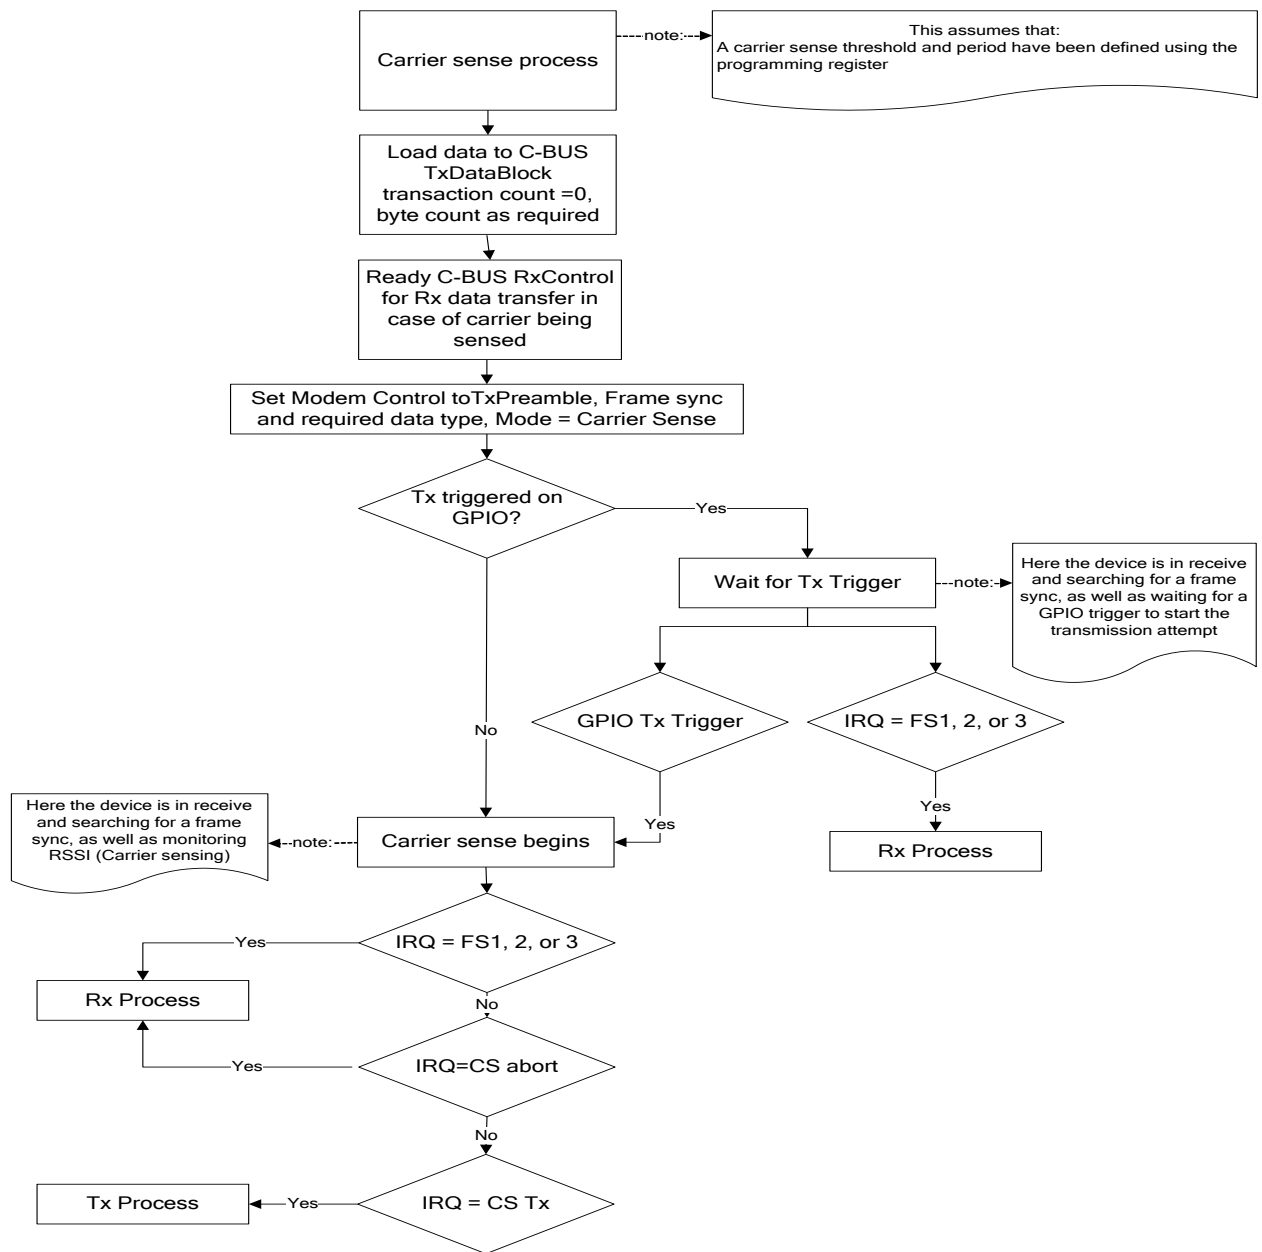 Carrier sense process
note:
This assumes that:
A carrier sense threshold and period have been defined using the
programming register
Load data to C-BUS
TxDataBlock
transaction count =0,
byte count as required
Ready C-BUS RxControl
for Rx data transfer in
case of carrier being
sensed
Set Modem Control toTxPreamble, Frame sync
and required data type, Mode = Carrier Sense
Tx triggered on
GPIO?
Yes
Wait for Tx Trigger
note:
Here the device is in receive
and searching for a frame
sync, as well as waiting for a
GPIO trigger to start the
transmission attempt
GPIO Tx Trigger
IRQ = FS1, 2, or 3
No
Yes
Yes
Rx Process
Here the device is in receive
and searching for a frame
sync, as well as monitoring
RSSI (Carrier sensing)
note:
Carrier sense begins
IRQ = FS1, 2, or 3
Yes
Rx Process
No
IRQ=CS abort
Yes
No
IRQ = CS Tx
Yes
Tx Process